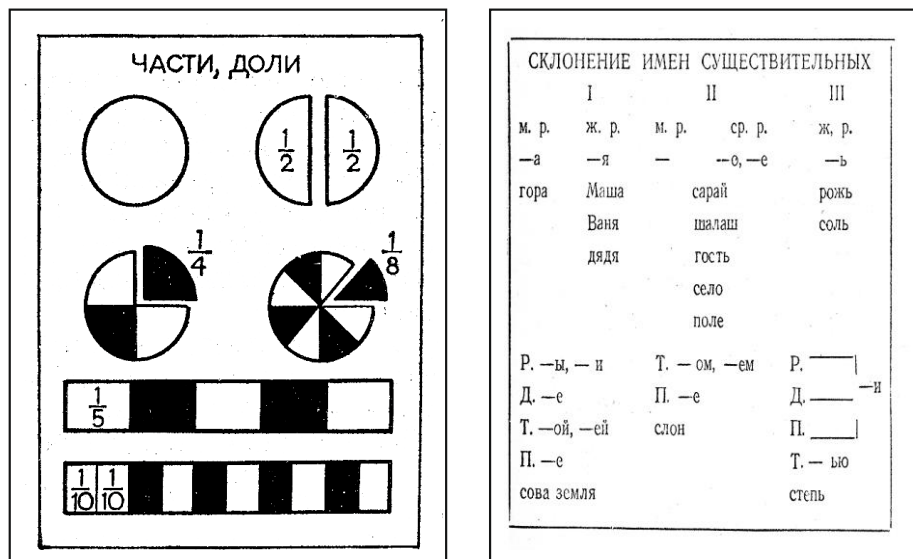 ЧАСТИ, ДОЛИ
1/2 1/2
1/4 1/8
1/5
1/10 1/10
СКЛОНЕНИЕ ИМЕН СУЩЕСТВИТЕЛЬНЫХ
I II III
м. р. ж. р. м. р. ср. р. ж, р.
—а —я — —о, —е —ь
гора Маша сарай рожь
Ваня шалаш соль
дядя гость
село
поле
Р. —ы, — и Т. — ом, —ем Р.
Д. —е П. —е Д. —и
Т. —ой, —ей слон П.
П. —е Т. — ью
сова земля степь